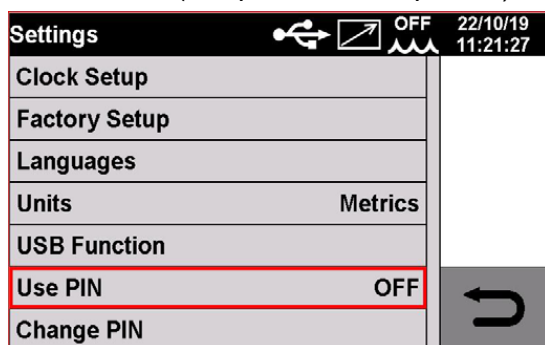 Settings
OFF
22/10/19
11:21:27
Clock Setup
Factory Setup
Languages
Units Metrics
USB Function
Use PIN OFF
Change PIN